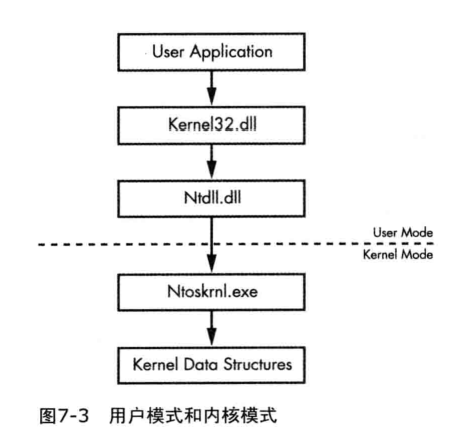 User Application
Kernel32.dll
Ntdll.dll
User Mode
Kernel Mode
Ntoskrnl.exe
Kernel Data Structures
图7-3 用户模式和内核模式